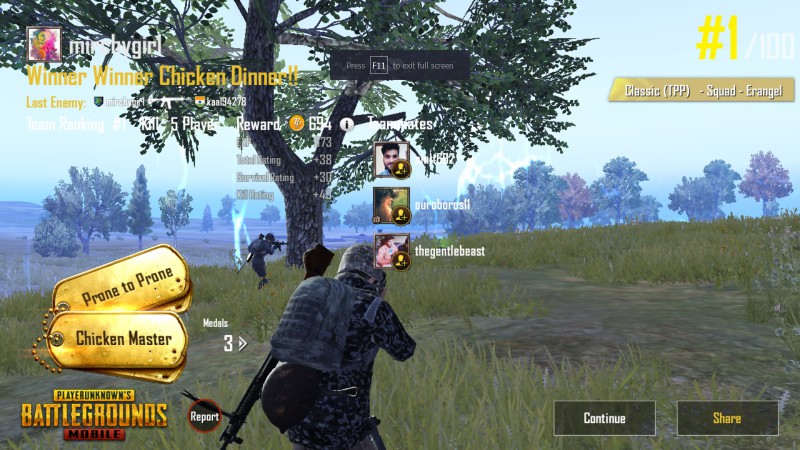 #1/100
Winner Winner Chicken Dinner!!
Press F11 to exit full screen
Classic (TPP) - Squad - Erangel
Last Enemy:
kaal94278
Team Ranking #1 Kill 5 Player Reward 694 Teammates
Total Rating +38
Survival Rating +30
Kill Rating
ouroboros11
thegentlebeast
Prone to Prone
Chicken Master
Medals
3
PLAYERUNKNOWN'S
BATTLEGROUNDS
MOBILE
Report
Continue
Share